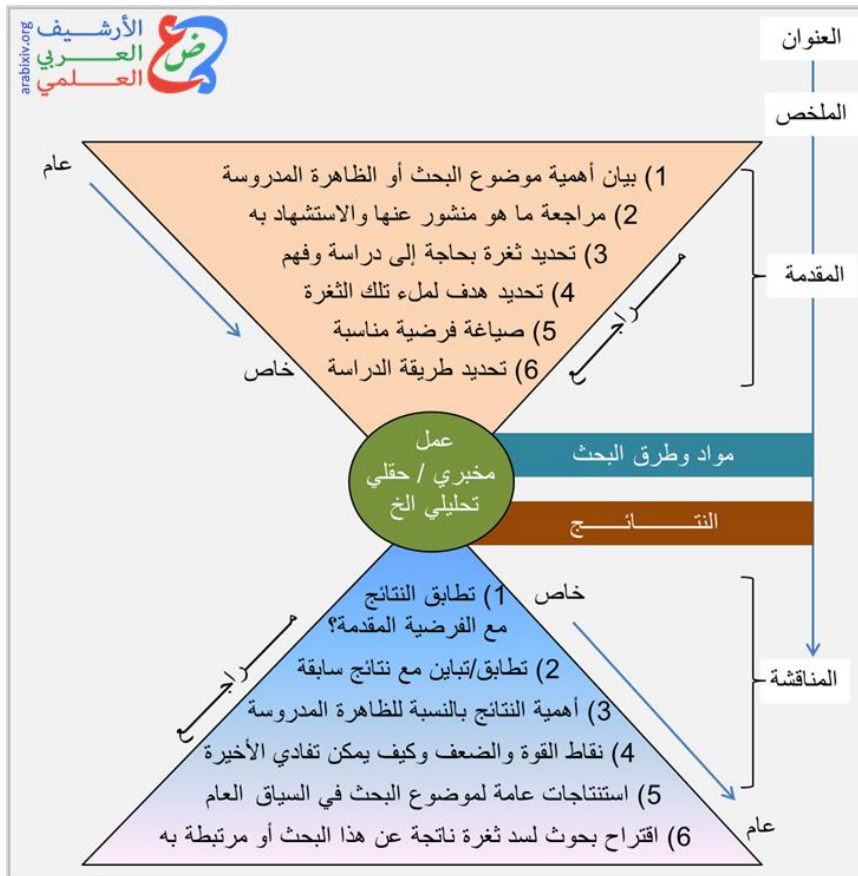 الأرشيف
العربي
العلمي
arabixiv.org
ض
العنوان
الملخص
عام
1) بيان أهمية موضوع البحث أو الظاهرة المدروسة
2) مراجعة ما هو منشور عنها والاستشهاد به
3) تحديد ثغرة بحاجة إلى دراسة وفهم
4) تحديد هدف لملء تلك الثغرة
5) صياغة فرضية مناسبة
6) تحديد طريقة الدراسة
خاص
مراجع
المقدمة
عمل
مخبري / حقلي
تحليلي الخ
مواد وطرق البحث
النتائج
خاص
1) تطابق النتائج
مع الفرضية المقدمة؟
2) تطابق/تباين مع نتائج سابقة
3) أهمية النتائج بالنسبة للظاهرة المدروسة
4) نقاط القوة والضعف وكيف يمكن تفادي الأخيرة
5) استنتاجات عامة لموضوع البحث في السياق العام
6) اقتراح بحوث لسد ثغرة ناتجة عن هذا البحث أو مرتبطة به
مراجع
عام
المناقشة